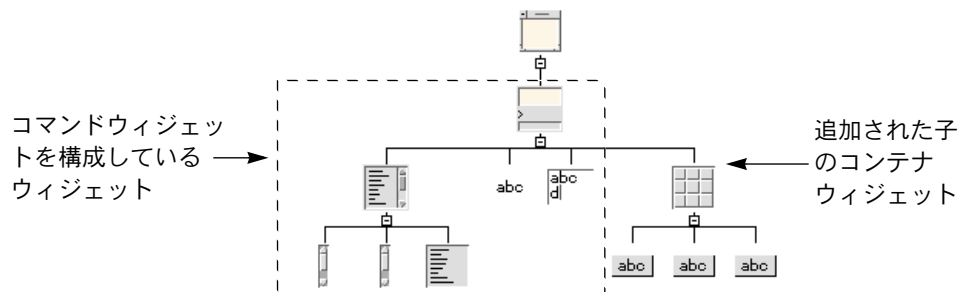 コマンドウィジェッ
トを構成している
ウィジェット
abc
abc
d
追加された子
のコンテナ
ウィジェット
abc
abc
abc